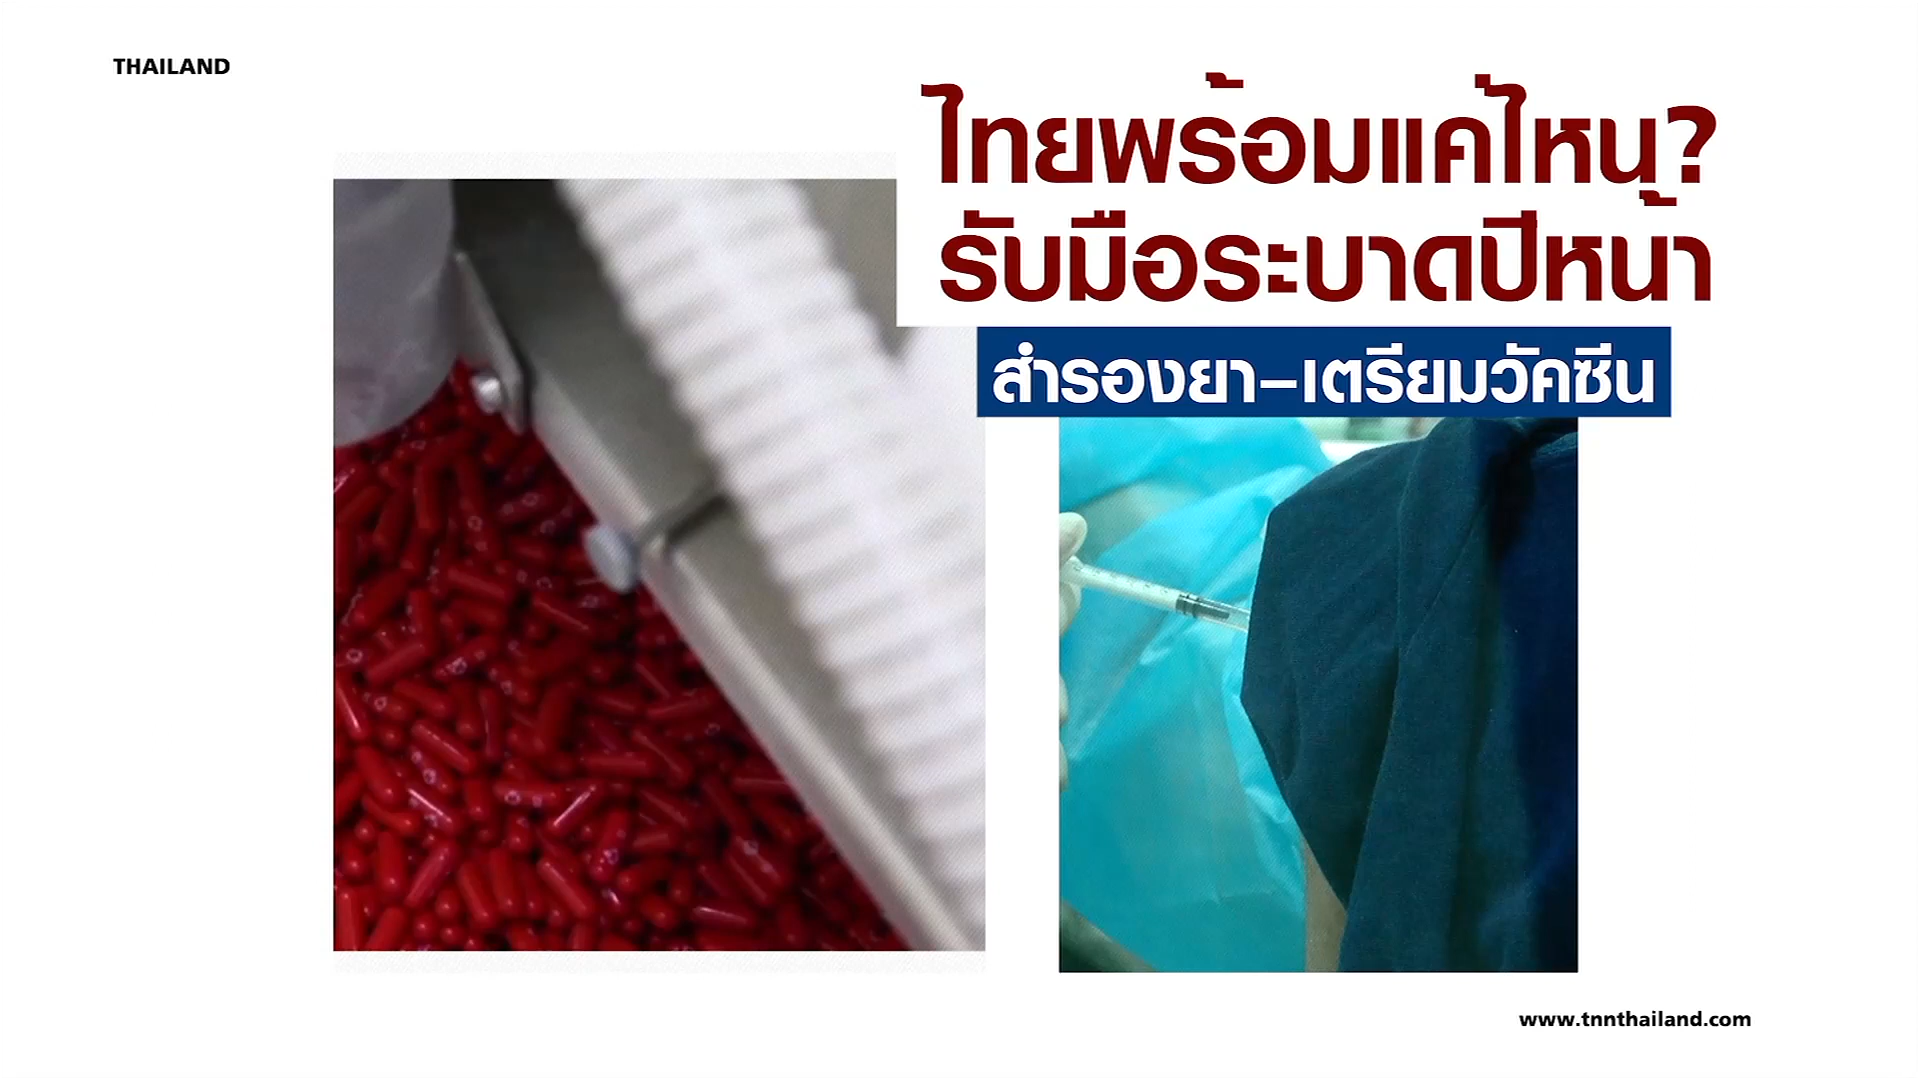 THAILAND
ไทยพร้อมแค่ไหน?
รับมือระบาดปีหน้า
สำรองยา–เตรียมวัคซีน
www.tnnthailand.com